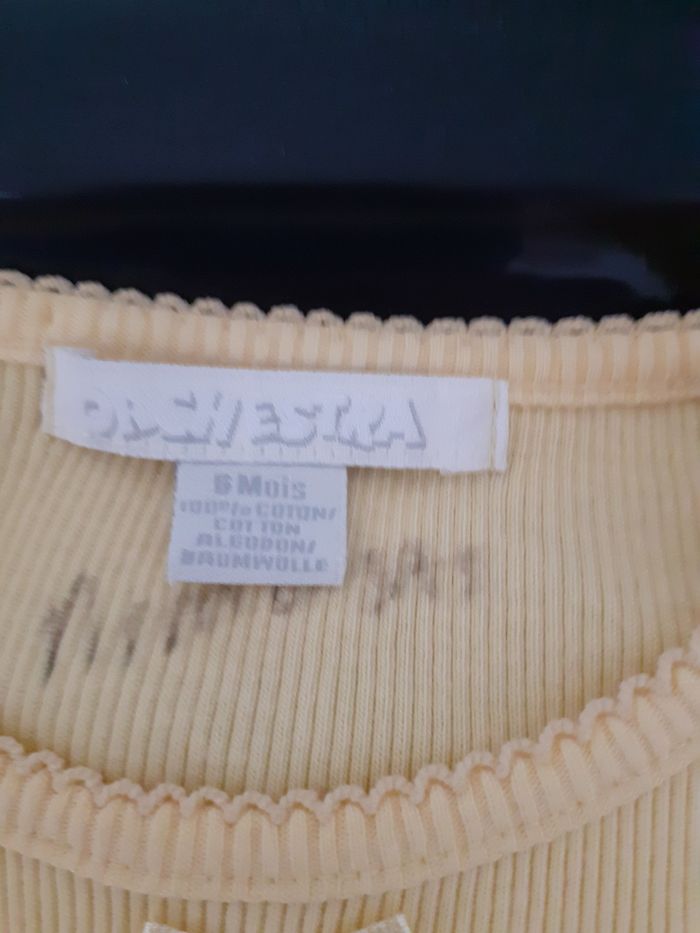 ORCHESTRA
6 Mois
100% COTON/
COTTON
ALGODON/
BAUMWOLLE